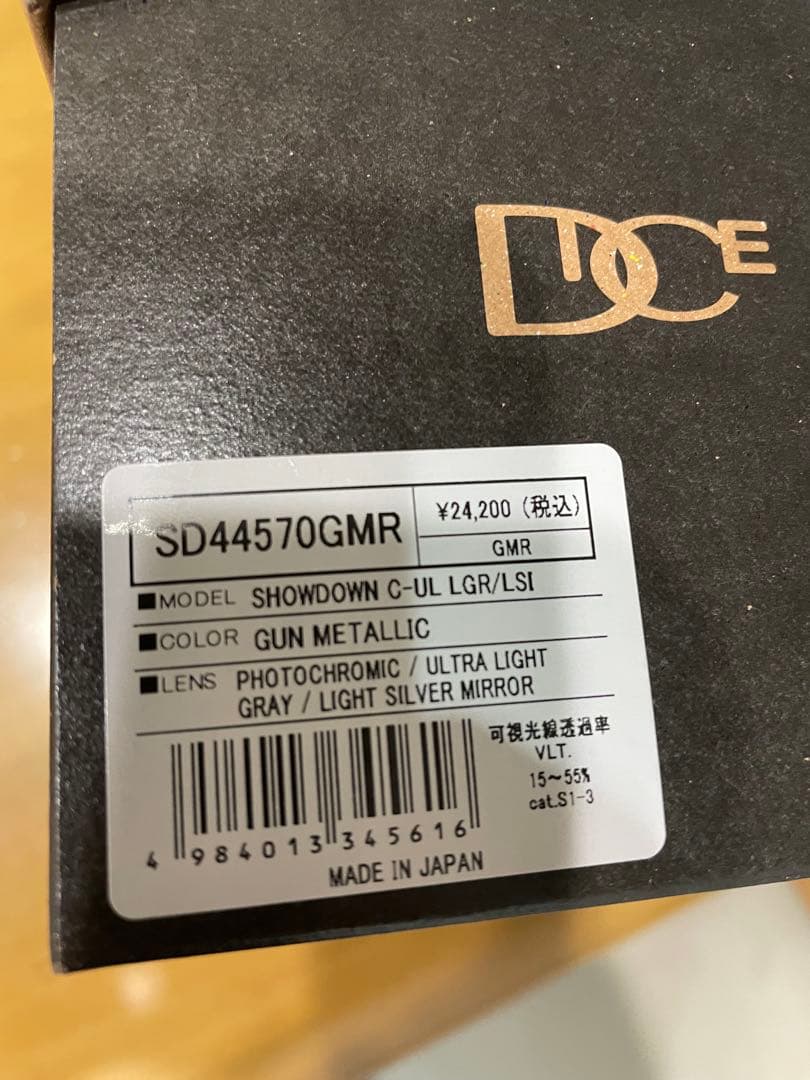 DICE
SD44570GMR
¥24,200 (税込)
GMR
■MODEL SHOWDOWN C-UL LGR/LSI
■COLOR GUN METALLIC
■LENS PHOTOCHROMIC / ULTRA LIGHT
GRAY / LIGHT SILVER MIRROR
可視光線透過率
VLT.
15~55%
cat.S1-3
4 984013 345616
MADE IN JAPAN